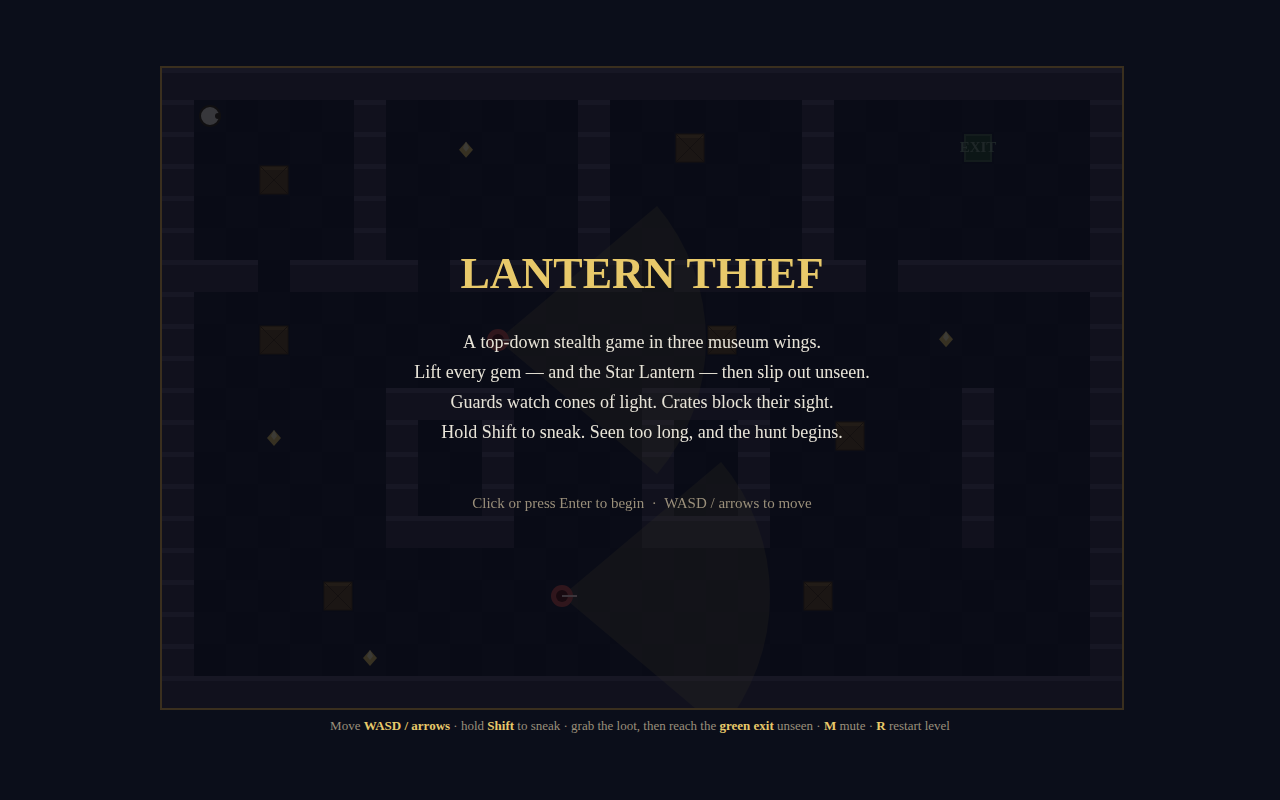 EXIT
LANTERN THIEF
A top-down stealth game in three museum wings.
Lift every gem — and the Star Lantern — then slip out unseen.
Guards watch cones of light. Crates block their sight.
Hold Shift to sneak. Seen too long, and the hunt begins.
Click or press Enter to begin · WASD / arrows to move
Move WASD / arrows · hold Shift to sneak · grab the loot, then reach the green exit unseen · M mute · R restart level